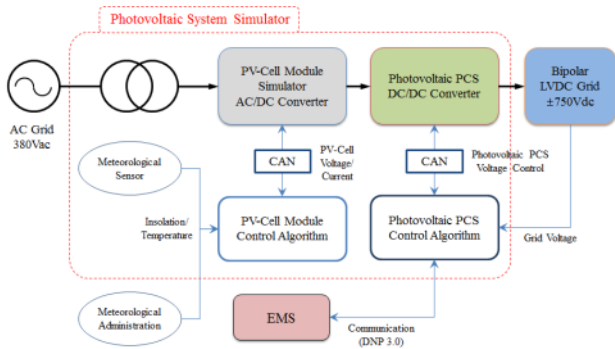 Photovoltaic System Simulator
PV-Cell Module
Simulator
AC/DC Converter
Photovoltaic PCS
DC/DC Converter
Bipolar
LVDC Grid
±750Vdc
AC Grid
380Vac
CAN
PV-Cell
Voltage/
Current
CAN
Photovoltaic PCS
Voltage Control
Meteorological
Sensor
Insolation/
Temperature
PV-Cell Module
Control Algorithm
Photovoltaic PCS
Control Algorithm
Grid Voltage
Meteorological
Administration
EMS
Communication
(DNP 3.0)